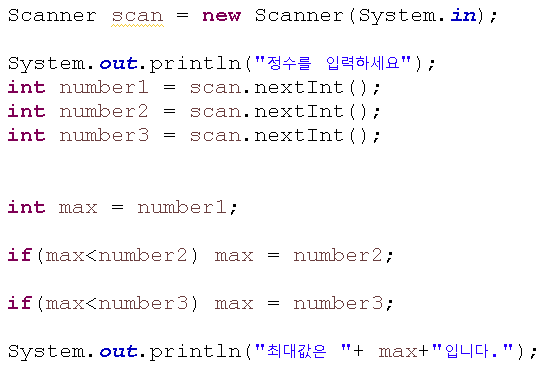 Scanner scan = new Scanner(System.in);
System.out.println("정수를 입력하세요");
int number1 = scan.nextInt();
int number2 = scan.nextInt();
int number3 = scan.nextInt();
int max = number1;
if(max<number2) max = number2;
if(max<number3) max = number3;
System.out.println("최대값은 "+ max+"입니다.");